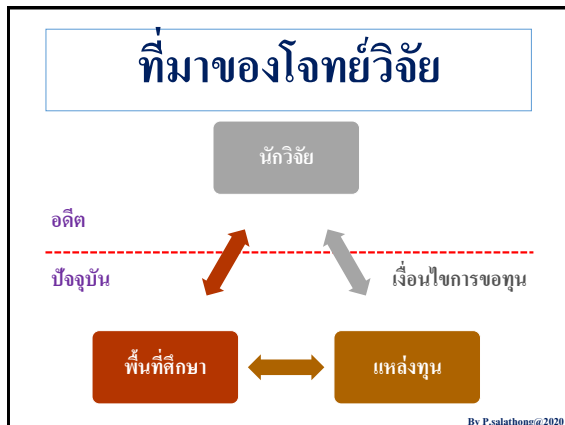 ที่มาของโจทย์วิจัย
นักวิจัย
อดีต
ปัจจุบัน
เงื่อนไขการขอทุน
พื้นที่ศึกษา
แหล่งทุน
By P.salathong@2020